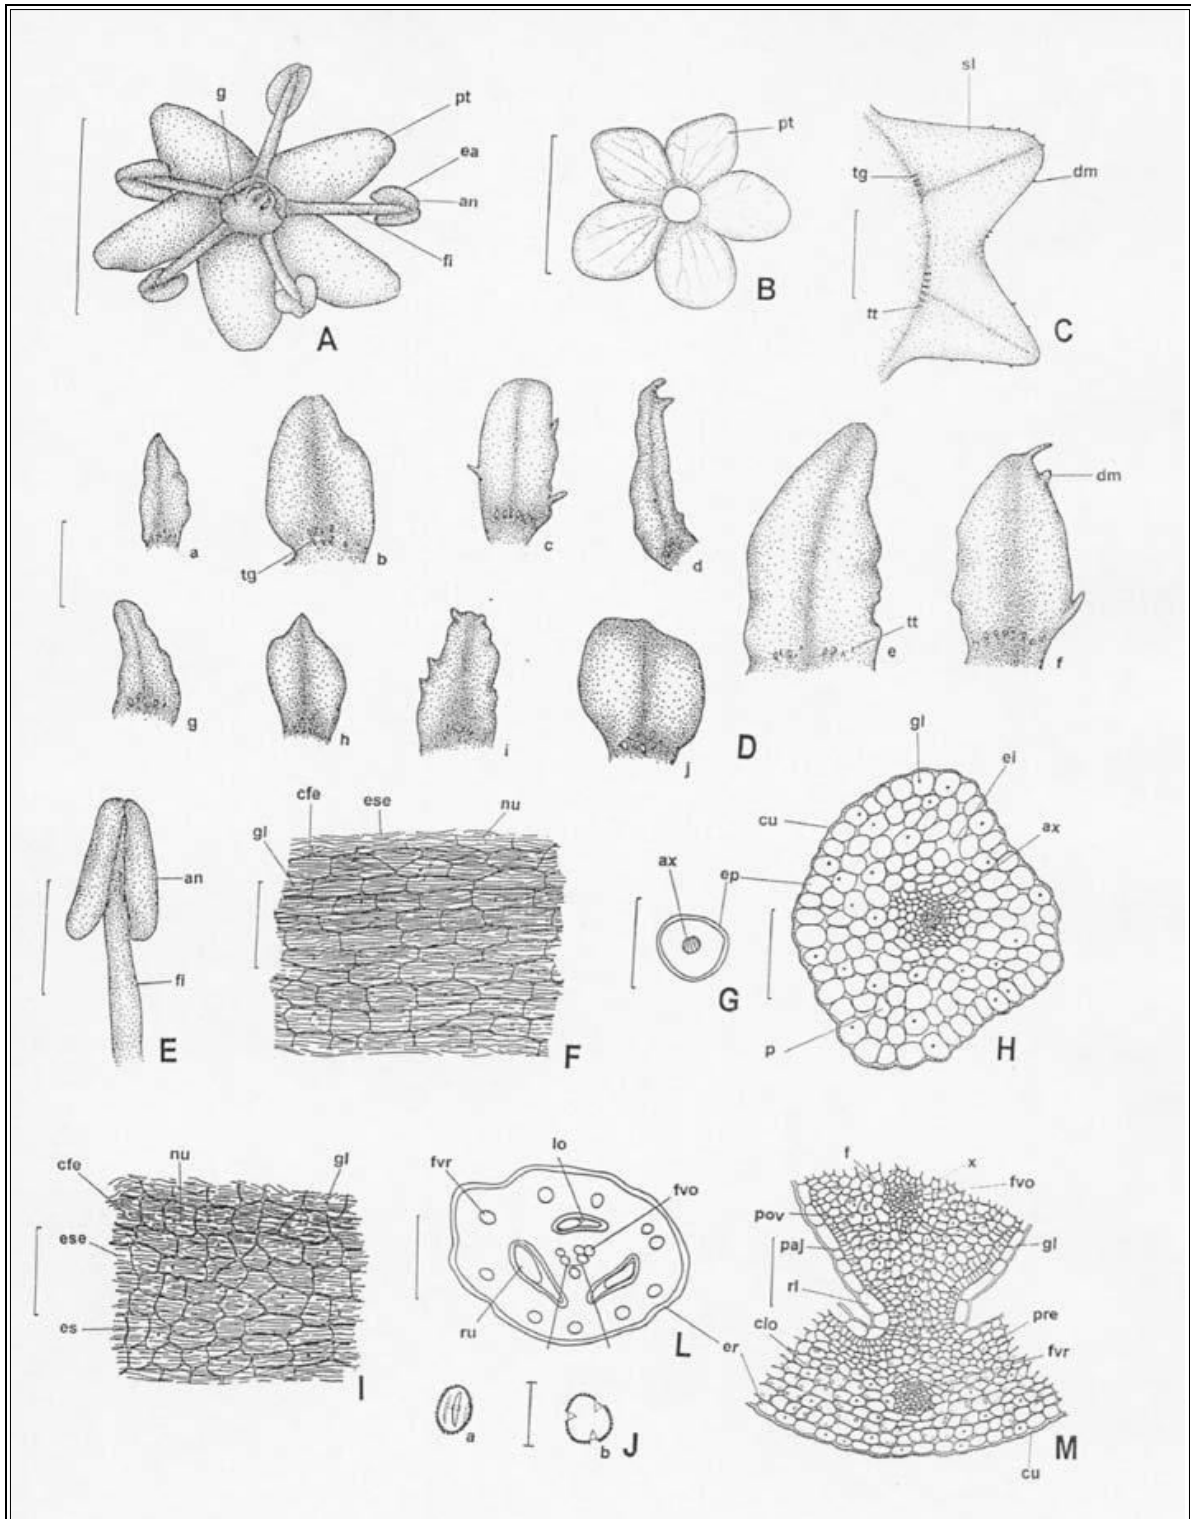 g
pt
ea
an
fi
A
pt
B
sl
tg
dm
tt
C
a
tg
b
c
d
e
tt
dm
f
g
h
i
j
D
an
fi
E
cfe
ese
nu
gl
F
ax
ep
G
gl
ei
cu
ax
p
H
cfe
nu
gl
ese
es
I
fvr
lo
fvo
ru
er
L
a
b
J
f
x
fvo
pov
paj
gl
rl
clo
pre
fvr
M
cu